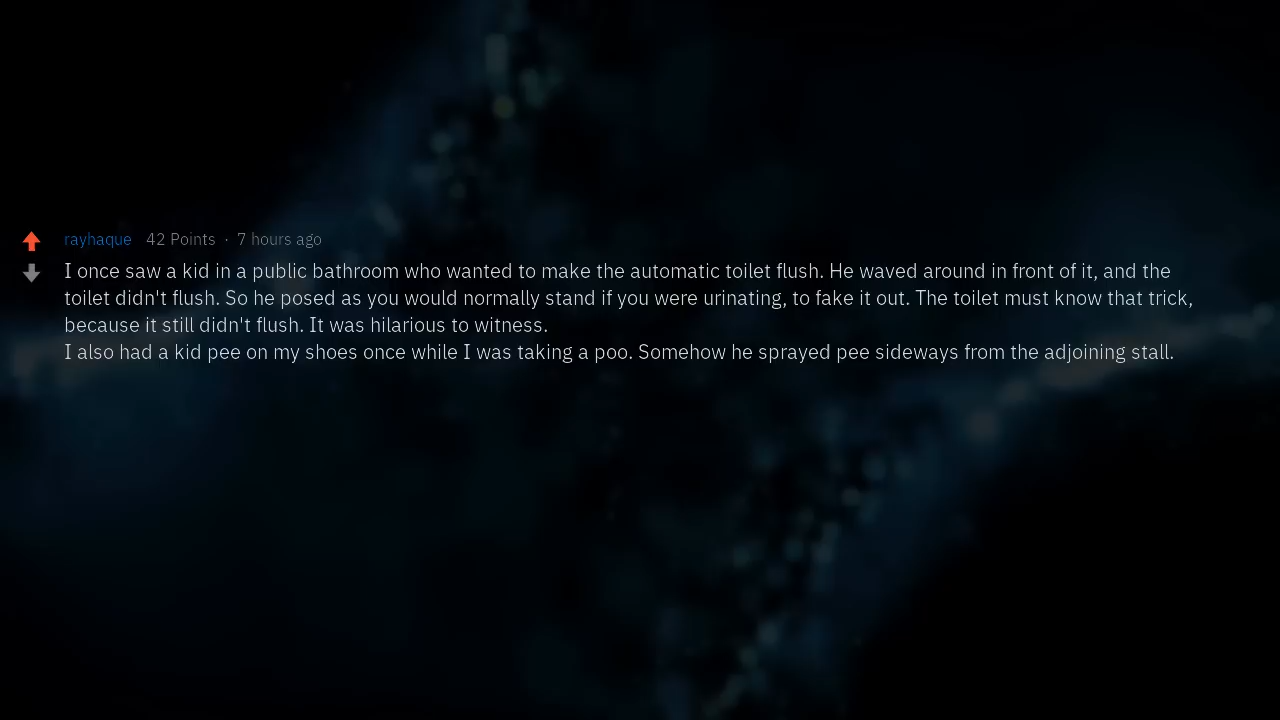 rayhaque 42 Points · 7 hours ago
I once saw a kid in a public bathroom who wanted to make the automatic toilet flush. He waved around in front of it, and the
toilet didn't flush. So he posed as you would normally stand if you were urinating, to fake it out. The toilet must know that trick,
because it still didn't flush. It was hilarious to witness.
I also had a kid pee on my shoes once while I was taking a poo. Somehow he sprayed pee sideways from the adjoining stall.